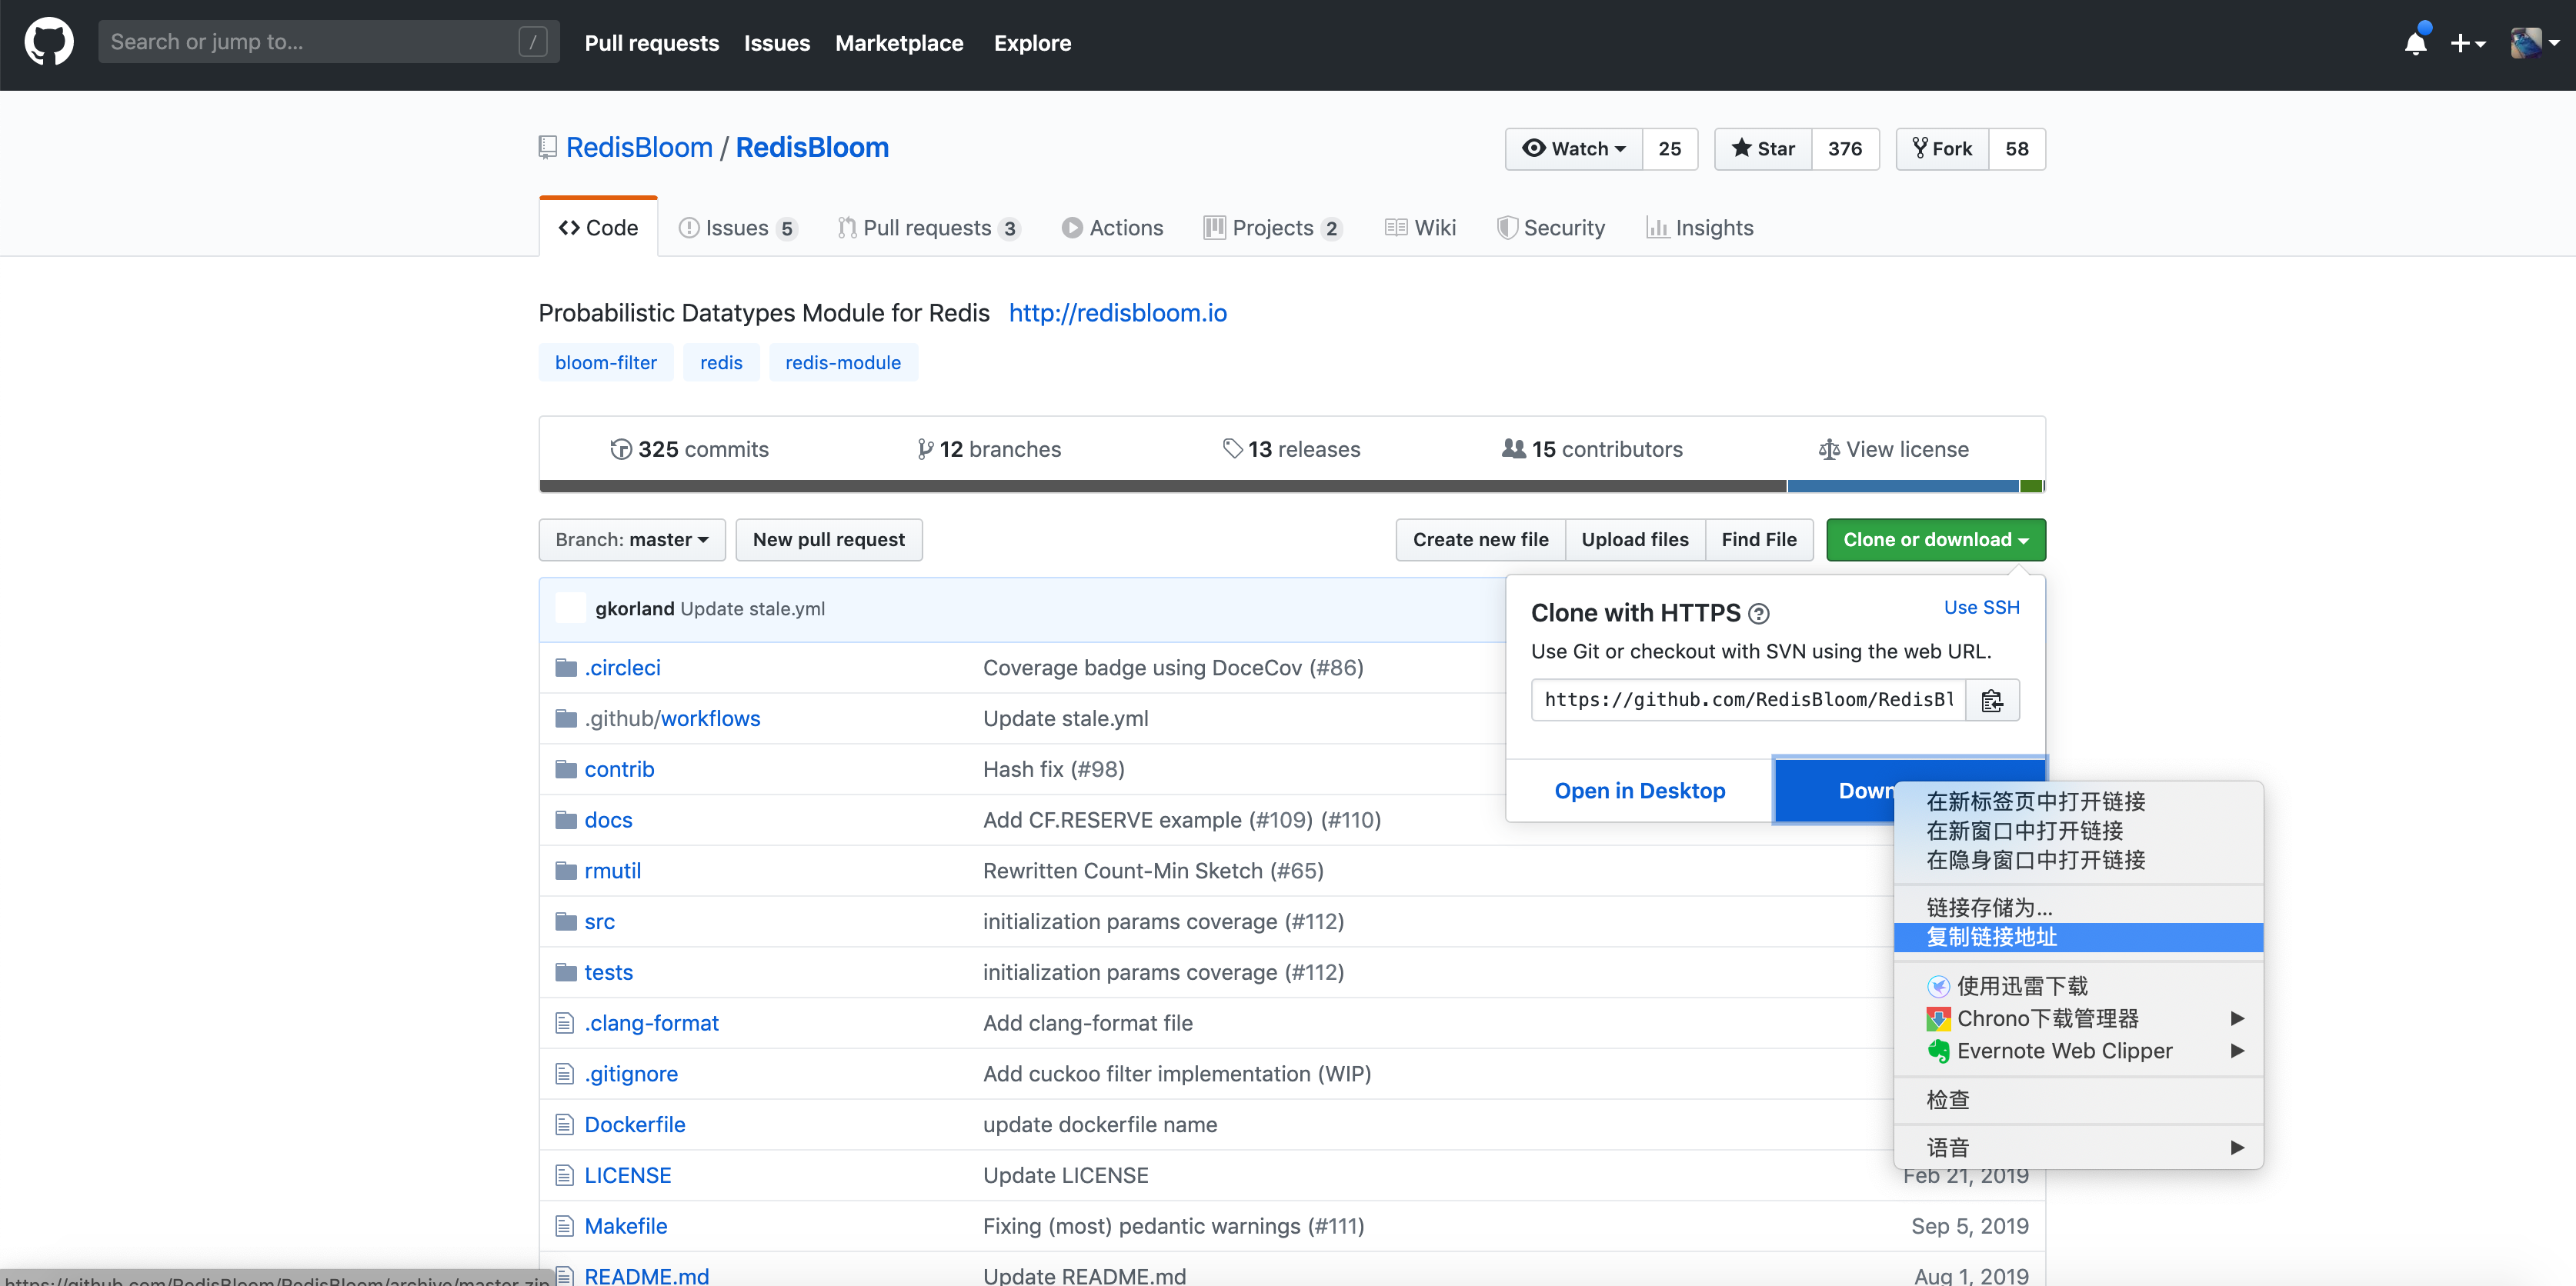 Search or jump to... /
Pull requests Issues Marketplace Explore
RedisBloom / RedisBloom
Watch 25 Star 376 Fork 58
Code Issues 5 Pull requests 3 Actions Projects 2 Wiki Security Insights
Probabilistic Datatypes Module for Redis http://redisbloom.io
bloom-filter redis redis-module
325 commits 12 branches 13 releases 15 contributors View license
Branch: master New pull request Create new file Upload files Find File Clone or download
gkorland Update stale.yml
Clone with HTTPS Use SSH
Use Git or checkout with SVN using the web URL.
https://github.com/RedisBloom/RedisBl
Open in Desktop Down
.circleci Coverage badge using DoceCov (#86)
.github/workflows Update stale.yml
contrib Hash fix (#98)
docs Add CF.RESERVE example (#109) (#110)
rmutil Rewritten Count-Min Sketch (#65)
src initialization params coverage (#112)
tests initialization params coverage (#112)
.clang-format Add clang-format file
.gitignore Add cuckoo filter implementation (WIP)
Dockerfile update dockerfile name
LICENSE Update LICENSE Feb 21, 2019
Makefile Fixing (most) pedantic warnings (#111) Sep 5, 2019
README.md Update README.md Aug 1, 2019
在新标签页中打开链接
在新窗口中打开链接
在隐身窗口中打开链接
链接存储为...
复制链接地址
使用迅雷下载
Chrono下载管理器
Evernote Web Clipper
检查
语音
https://github.com/RedisBloom/RedisBloom/archive/master.zip